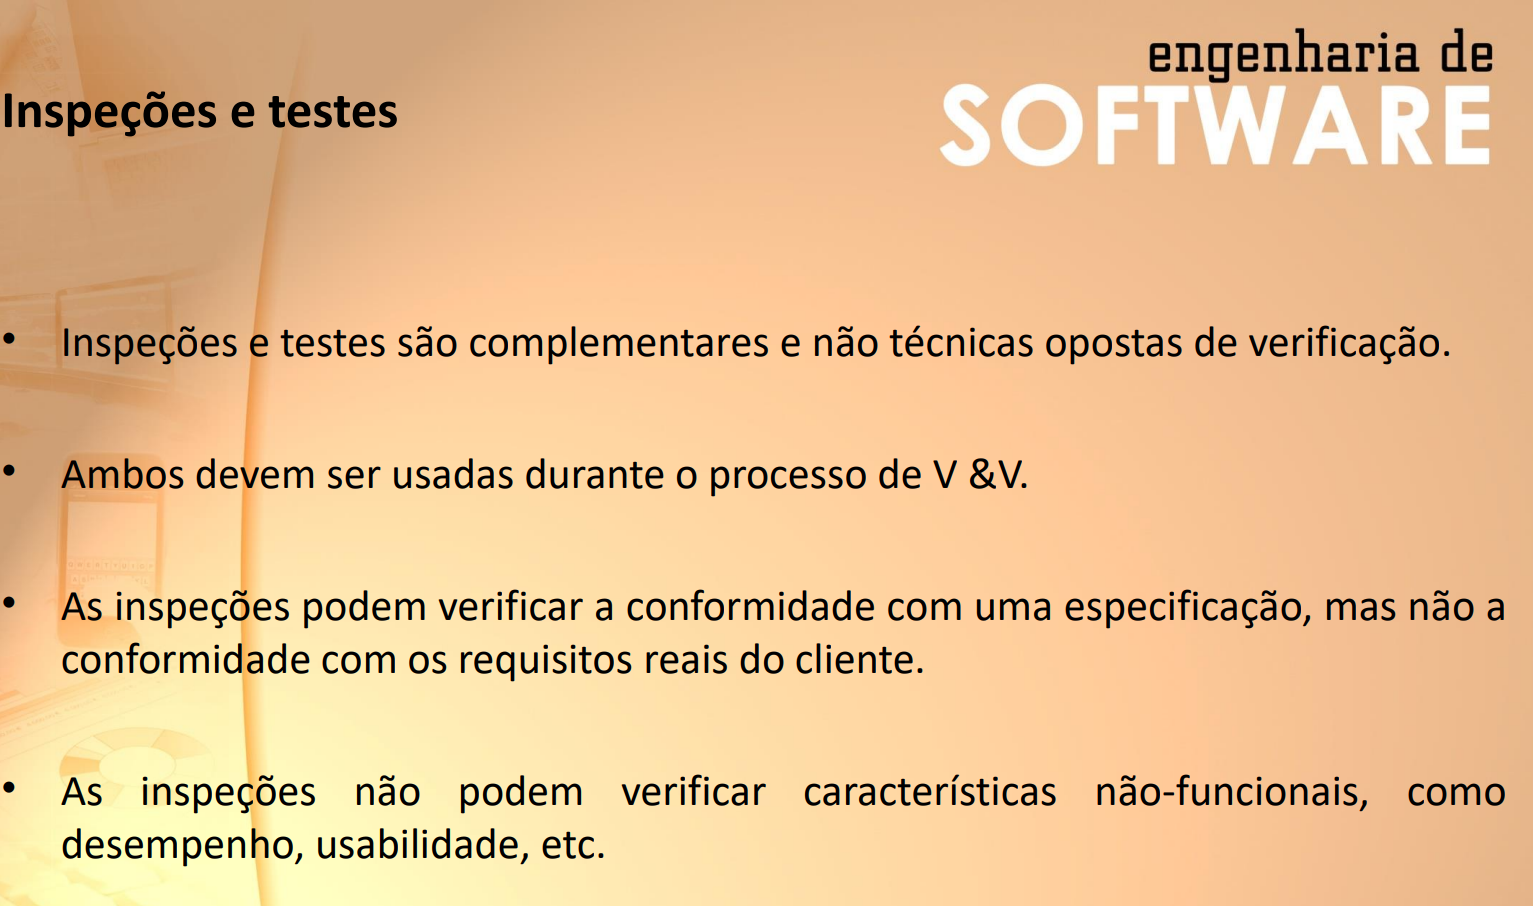 engenharia de
SOFTWARE
Inspeções e testes
• Inspeções e testes são complementares e não técnicas opostas de verificação.
• Ambos devem ser usadas durante o processo de V &V.
• As inspeções podem verificar a conformidade com uma especificação, mas não a
conformidade com os requisitos reais do cliente.
• As inspeções não podem verificar características não-funcionais, como
desempenho, usabilidade, etc.